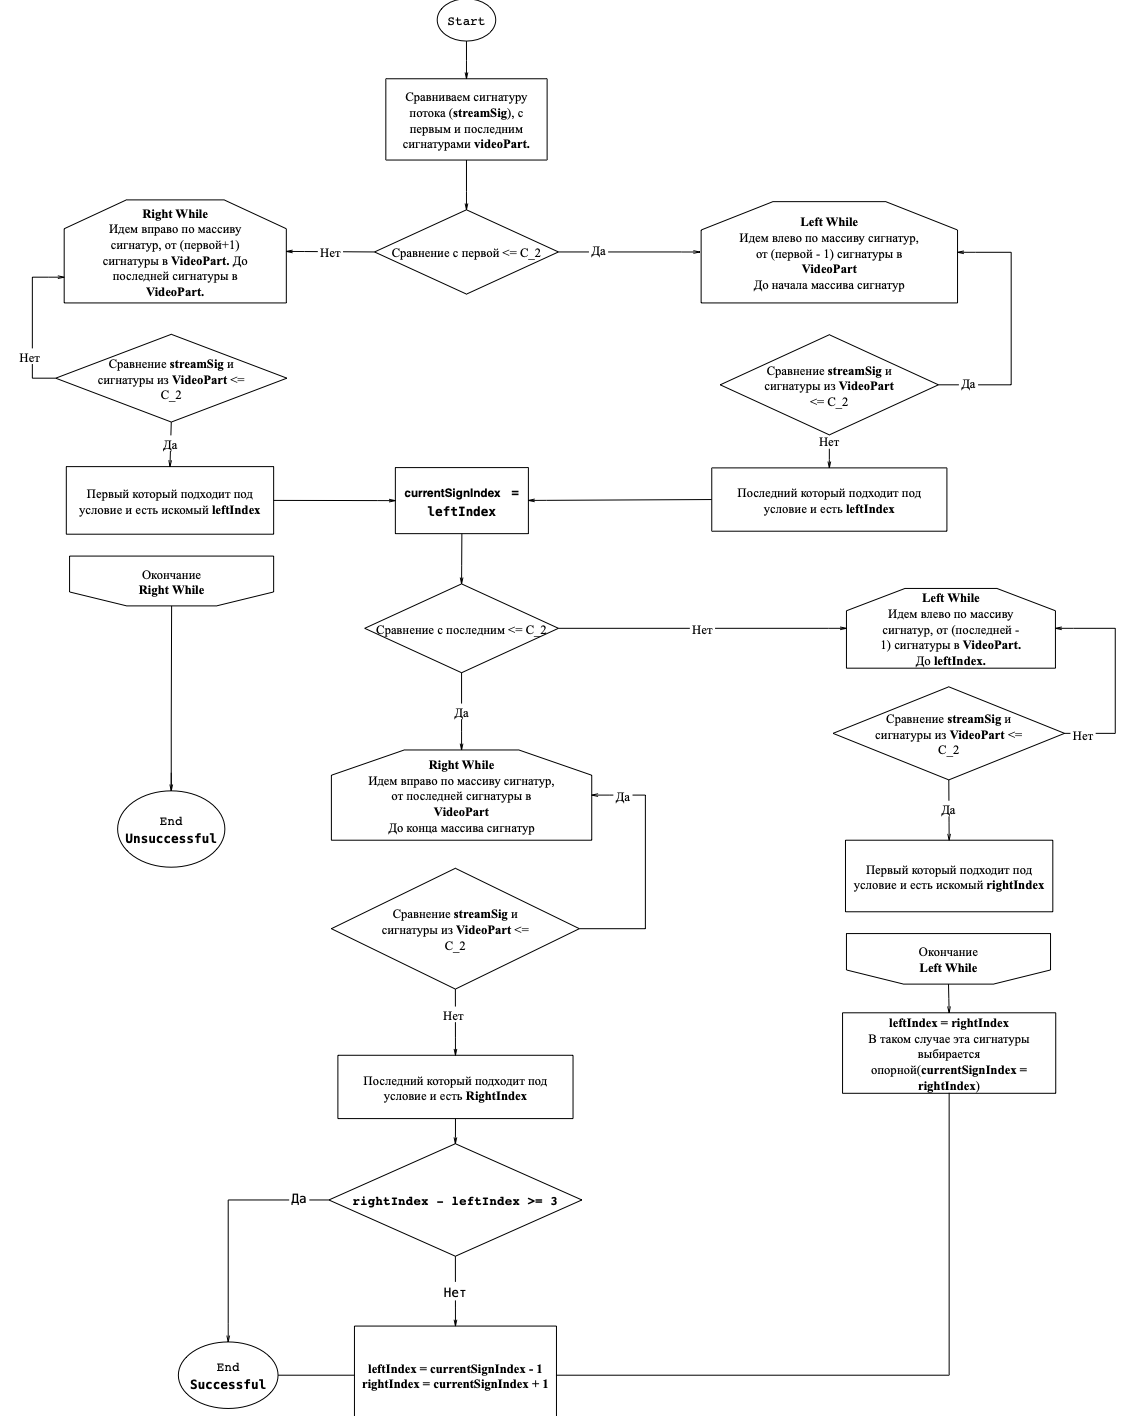 Start
Сравниваем сигнатуру
потока (streamSig), с
первым и последним
сигнатурами videoPart.
Right While
Идем вправо по массиву
сигнатур, от (первой+1)
сигнатуры в VideoPart. До
последней сигнатуры в
VideoPart.
Нет
Сравнение с первой <= C_2
Да
Left While
Идем влево по массиву сигнатур,
от (первой - 1) сигнатуры в
VideoPart
До начала массива сигнатур
Нет
Сравнение streamSig и
сигнатуры из VideoPart <=
C_2
Да
Сравнение streamSig и
сигнатуры из VideoPart
<= C_2
Да
Нет
Первый который подходит под
условие и есть искомый leftIndex
currentSignIndex =
leftIndex
Последний который подходит под
условие и есть leftIndex
Окончание
Right While
Сравнение с последним <= C_2
Нет
Left While
Идем влево по массиву
сигнатур, от (последней -
1) сигнатуры в VideoPart.
До leftIndex.
Да
Сравнение streamSig и
сигнатуры из VideoPart <=
C_2
Нет
Right While
Идем вправо по массиву сигнатур,
от последней сигнатуры в
VideoPart
До конца массива сигнатур
Да
Да
End
Unsuccessful
Первый который подходит под
условие и есть искомый rightIndex
Сравнение streamSig и
сигнатуры из VideoPart <=
C_2
Окончание
Left While
Нет
leftIndex = rightIndex
В таком случае эта сигнатуры
выбирается
опорной(currentSignIndex =
rightIndex)
Последний который подходит под
условие и есть RightIndex
Да
rightIndex - leftIndex >= 3
Нет
End
Successful
leftIndex = currentSignIndex - 1
rightIndex = currentSignIndex + 1